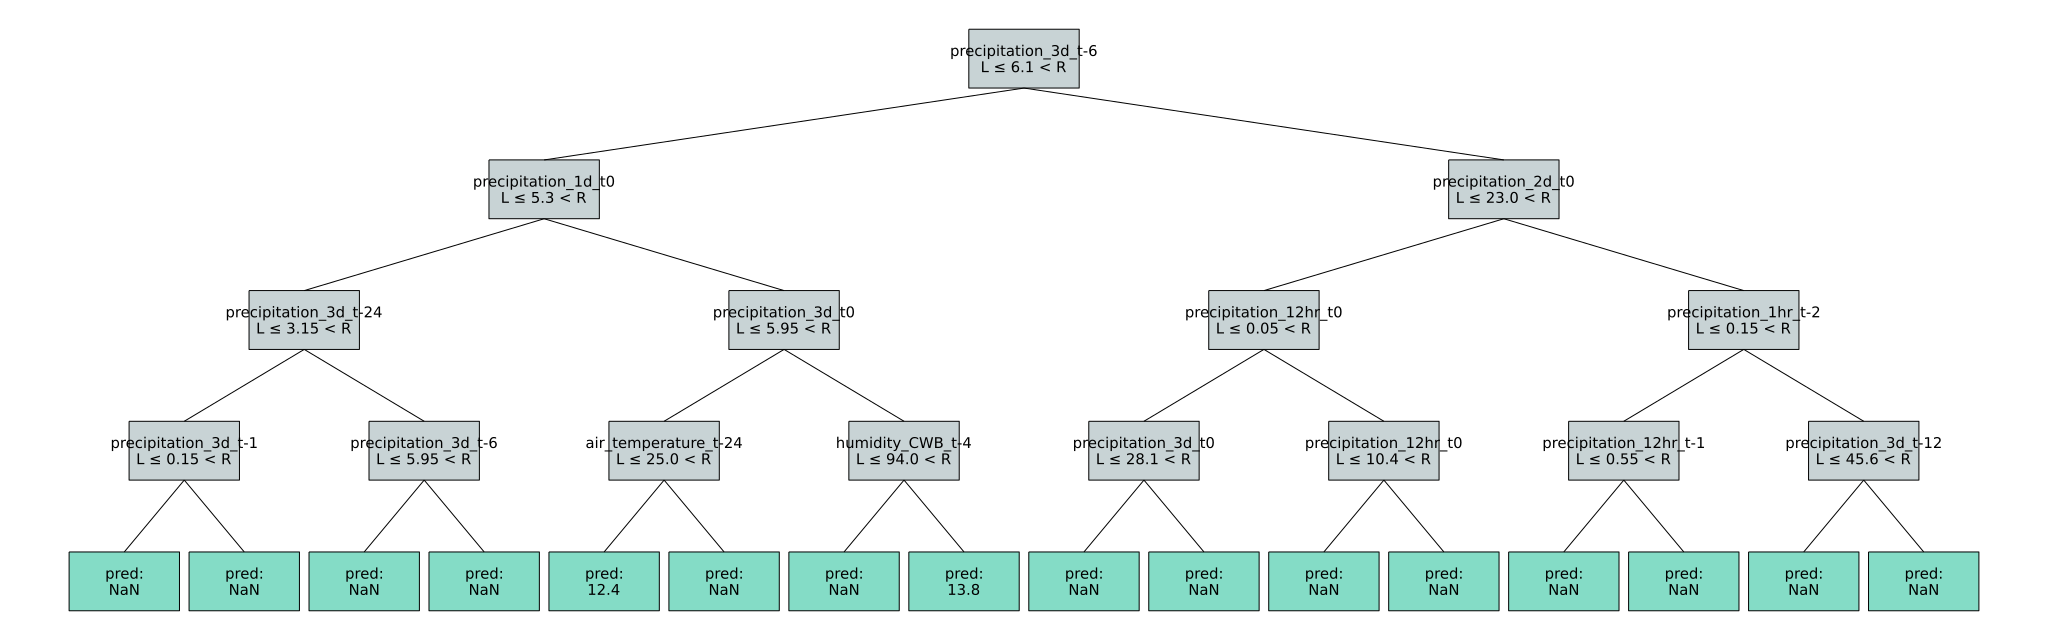 precipitation_3d_t-6
L ≤ 6.1 < R
precipitation_1d_t0
L ≤ 5.3 < R
precipitation_2d_t0
L ≤ 23.0 < R
precipitation_3d_t-24
L ≤ 3.15 < R
precipitation_3d_t0
L ≤ 5.95 < R
precipitation_12hr_t0
L ≤ 0.05 < R
precipitation_1hr_t-2
L ≤ 0.15 < R
precipitation_3d_t-1
L ≤ 0.15 < R
precipitation_3d_t-6
L ≤ 5.95 < R
air_temperature_t-24
L ≤ 25.0 < R
humidity_CWB_t-4
L ≤ 94.0 < R
precipitation_3d_t0
L ≤ 28.1 < R
precipitation_12hr_t0
L ≤ 10.4 < R
precipitation_12hr_t-1
L ≤ 0.55 < R
precipitation_3d_t-12
L ≤ 45.6 < R
pred:
NaN
pred:
NaN
pred:
NaN
pred:
NaN
pred:
12.4
pred:
NaN
pred:
NaN
pred:
13.8
pred:
NaN
pred:
NaN
pred:
NaN
pred:
NaN
pred:
NaN
pred:
NaN
pred:
NaN
pred:
NaN